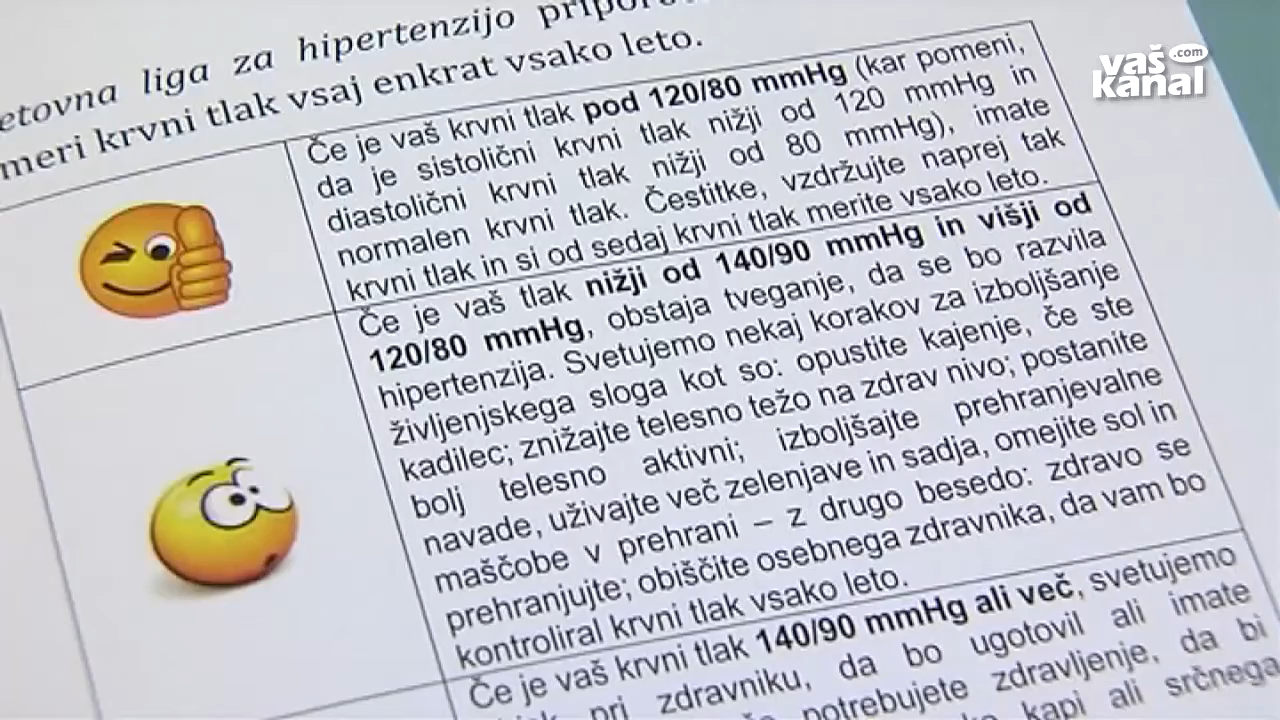 vaš
.com
kanal
etovna liga za hipertenzijo
meri krvni tlak vsaj enkrat vsako leto.
Če je vaš krvni tlak pod 120/80 mmHg (kar pomeni,
da je sistolični krvni tlak nižji od 120 mmHg in
diastolični krvni tlak nižji od 80 mmHg), imate
normalen krvni tlak. Čestitke, vzdržujte naprej tak
krvni tlak in si od sedaj krvni tlak merite vsako leto.
Če je vaš tlak nižji od 140/90 mmHg in višji od
120/80 mmHg, obstaja tveganje, da se bo razvila
hipertenzija. Svetujemo nekaj korakov za izboljšanje
življenjskega sloga kot so: opustite kajenje, če ste
kadilec; znižajte telesno težo na zdrav nivo; postanite
bolj telesno aktivni; izboljšajte prehranjevalne
navade, uživajte več zelenjave in sadja, omejite sol in
maščobe v prehrani – z drugo besedo: zdravo se
prehranjujte; obiščite osebnega zdravnika, da vam bo
kontroliral krvni tlak vsako leto.
Če je vaš krvni tlak 140/90 mmHg ali več, svetujemo
pri zdravniku, da bo ugotovil ali imate
potrebujete zdravljenje, da bi
kapi ali srčnega